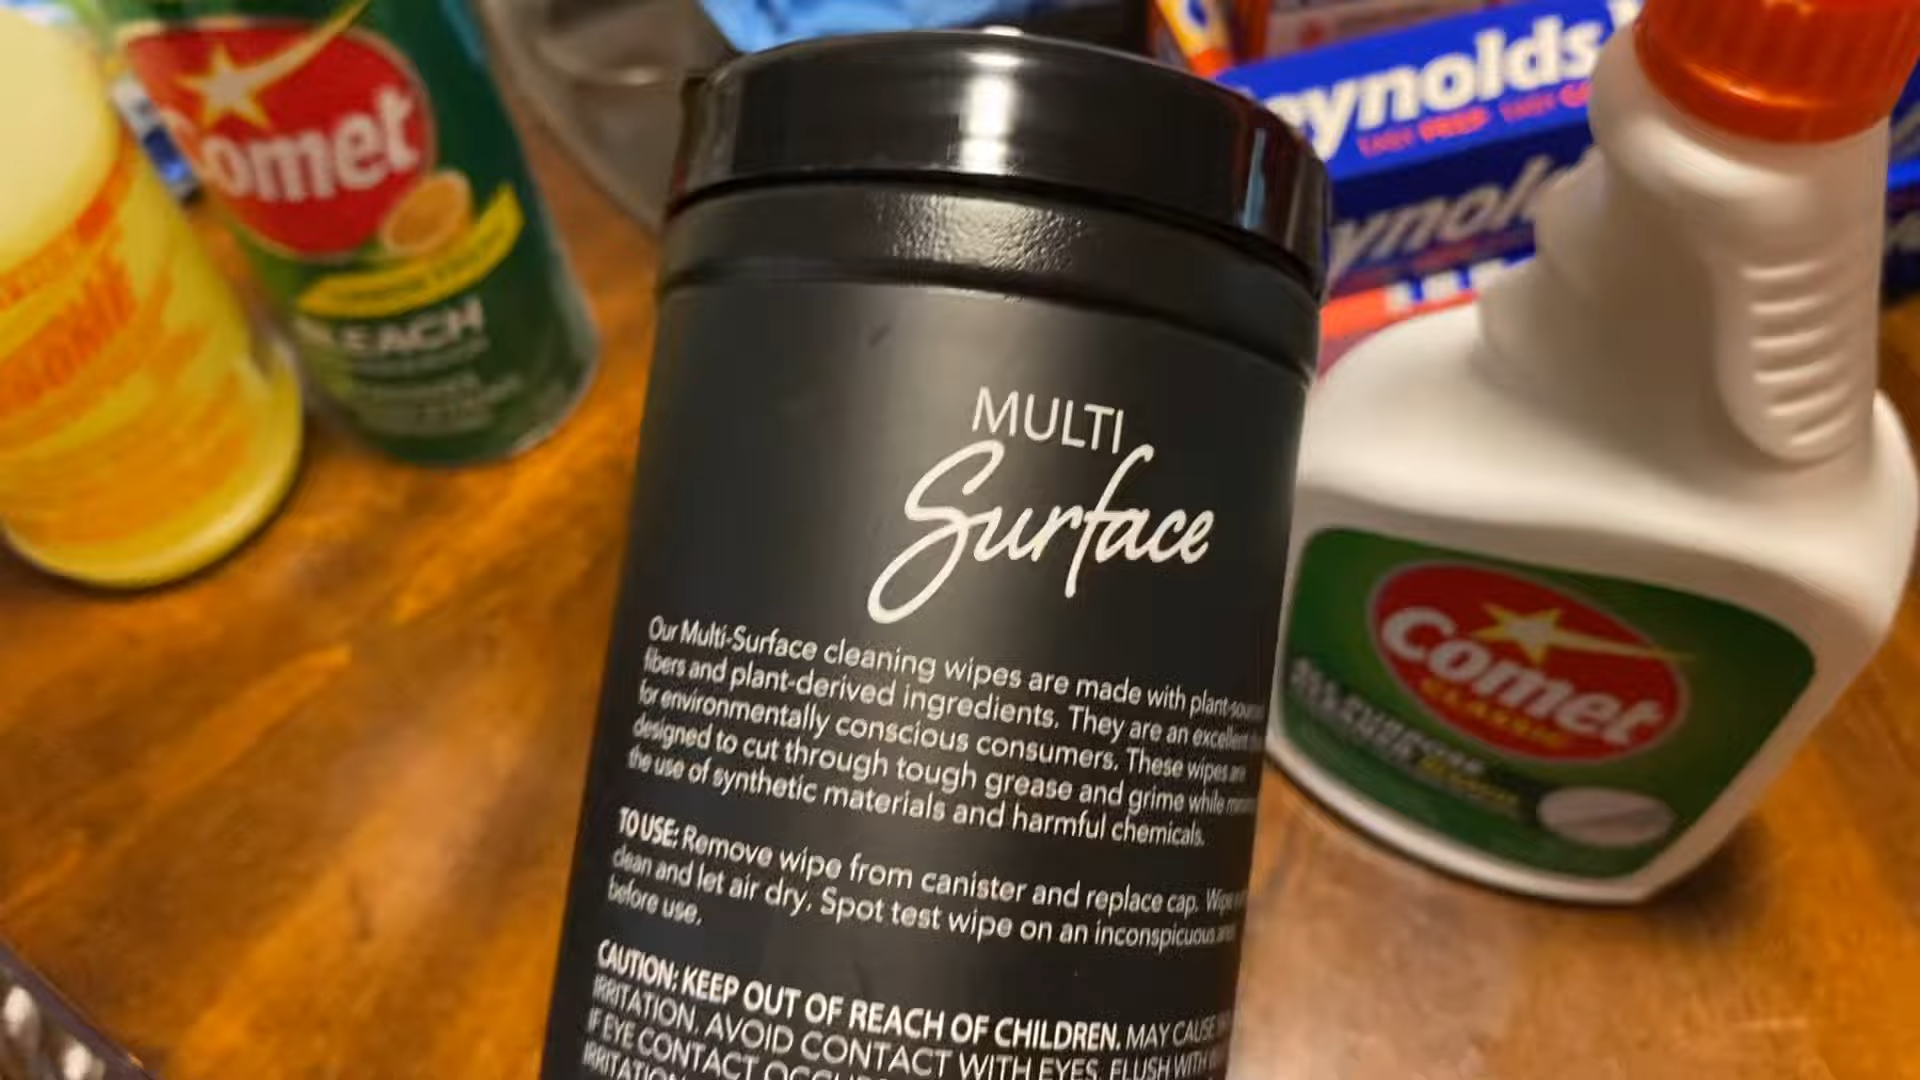 Comet
BLEACH
Reynolds
MULTI
Surface
Our Multi-Surface cleaning wipes are made with
fibers and plant-derived ingredients. They are an excellent
for environmentally conscious consumers. These wipes are
designed to cut through tough grease and grime while
the use of synthetic materials and harmful chemicals.
TO USE: Remove wipe from canister and replace cap. Wipe
clean and let air dry. Spot test wipe on an inconspicuous area
before use.
CAUTION: KEEP OUT OF REACH OF CHILDREN. MAY CAUSE
IRRITATION. AVOID CONTACT WITH EYES. FLUSH WITH
IF EYE CONTACT
IRRITATION
Comet
CLASSIC